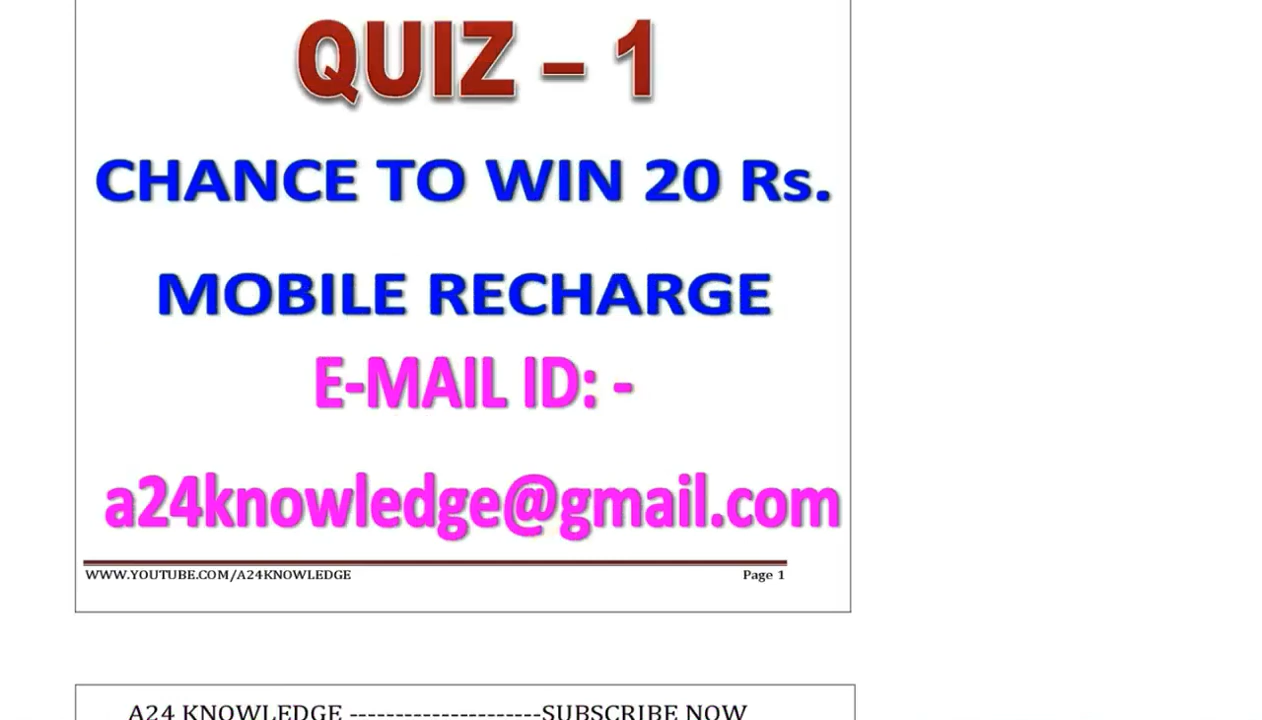 QUIZ – 1
CHANCE TO WIN 20 Rs.
MOBILE RECHARGE
E-MAIL ID: -
a24knowledge@gmail.com
WWW.YOUTUBE.COM/A24KNOWLEDGE Page 1
A24 KNOWLEDGE ---------------------SUBSCRIBE NOW